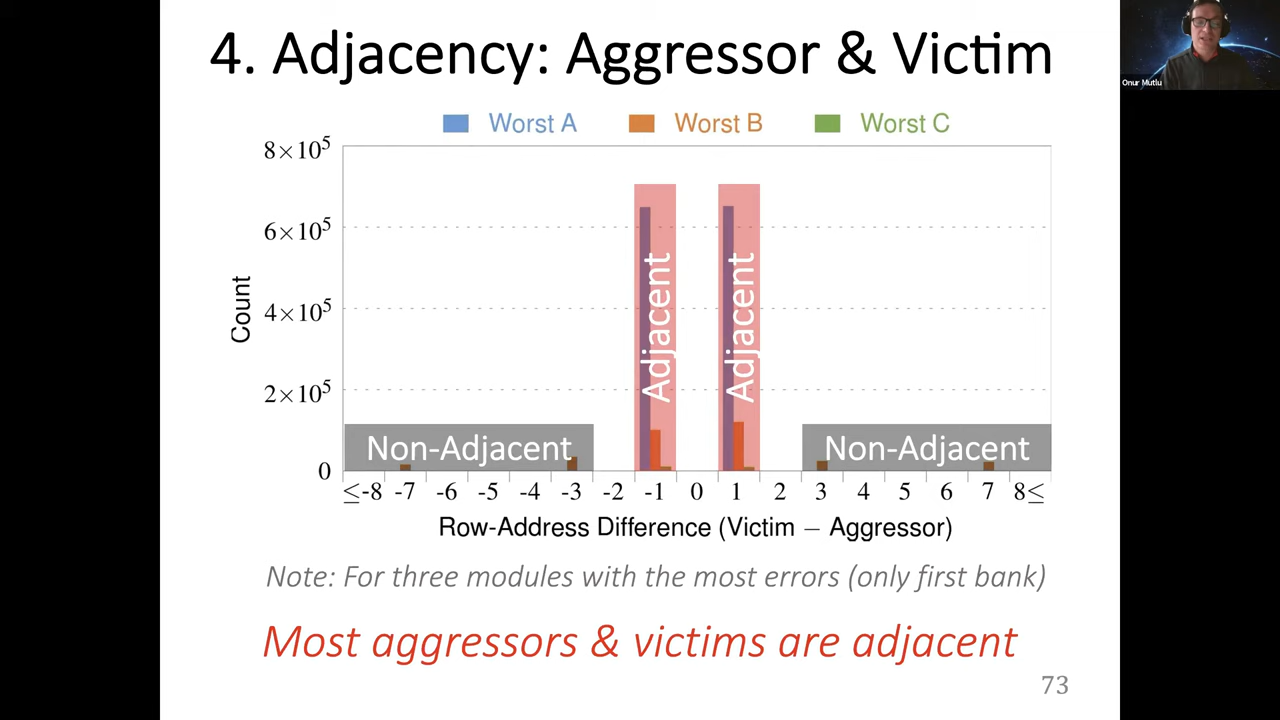 4. Adjacency: Aggressor & Victim
Onur Mutlu
Worst A Worst B Worst C
8×10⁵
6×10⁵
4×10⁵
2×10⁵
0
Count
Adjacent
Adjacent
Non-Adjacent
Non-Adjacent
≤-8 -7 -6 -5 -4 -3 -2 -1 0 1 2 3 4 5 6 7 8≤
Row-Address Difference (Victim − Aggressor)
Note: For three modules with the most errors (only first bank)
Most aggressors & victims are adjacent
73